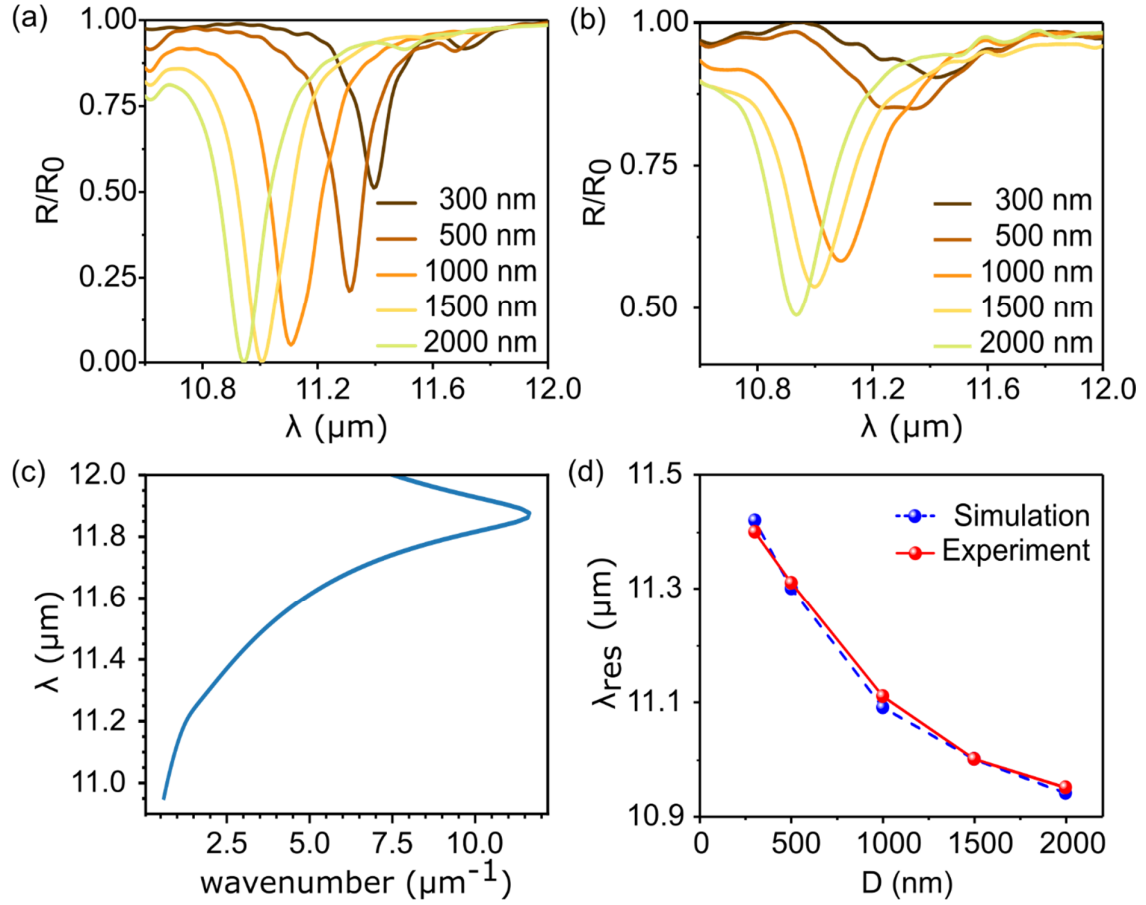 (a)
1.00
0.75
0.50
0.25
0.00
R/R0
300 nm
500 nm
1000 nm
1500 nm
2000 nm
10.8
11.2
11.6
12.0
λ (μm)
(b)
1.00
0.75
0.50
R/R0
300 nm
500 nm
1000 nm
1500 nm
2000 nm
10.8
11.2
11.6
12.0
λ (μm)
(c)
12.0
11.8
11.6
11.4
11.2
11.0
λ (μm)
2.5
5.0
7.5
10.0
wavenumber (μm-1)
(d)
11.5
11.3
11.1
10.9
λres (μm)
Simulation
Experiment
0
500
1000
1500
2000
D (nm)